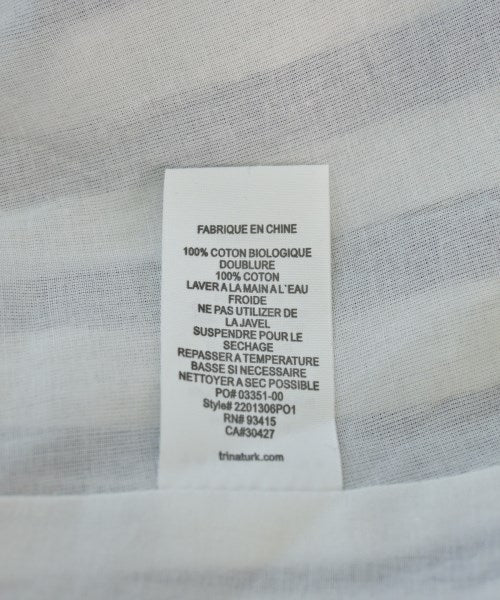 FABRIQUE EN CHINE
100% COTON BIOLOGIQUE
DOUBLURE
100% COTON
LAVER A LA MAIN A L'EAU
FROIDE
NE PAS UTILIZER DE
LA JAVEL
SUSPENDRE POUR LE
SECHAGE
REPASSER A TEMPERATURE
BASSE SI NECESSAIRE
NETTOYER A SEC POSSIBLE
PO# 03351-00
Style# 2201306PO1
RN# 93415
CA#30427
trinaturk.com